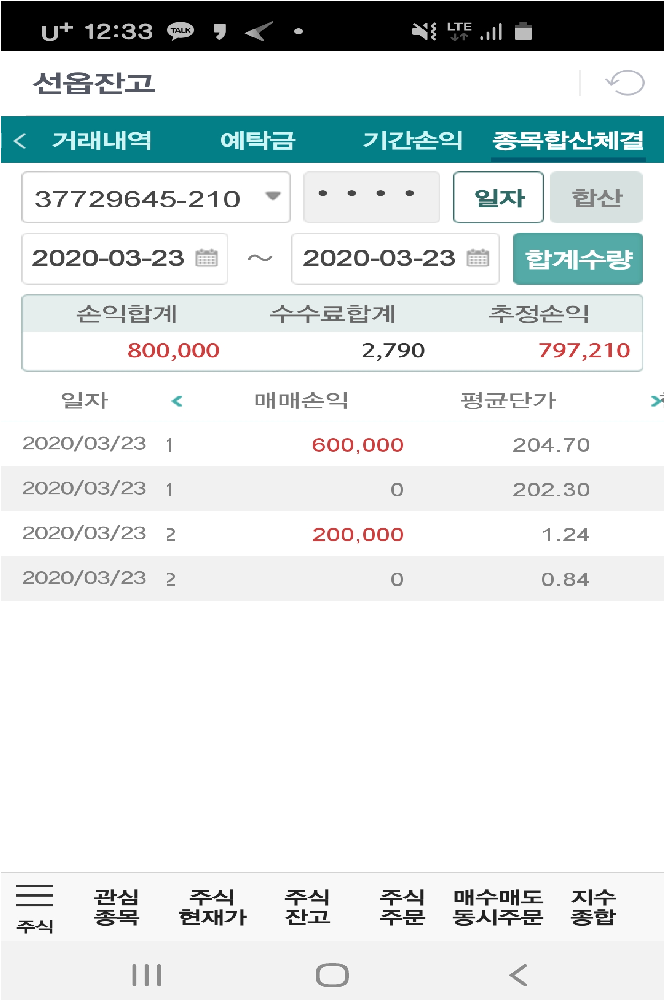 U+ 12:33 TALK LTE
선옵잔고
< 거래내역 예탁금 기간손익 종목합산체결
37729645-210 • • • • 일자 합산
2020-03-23 ~ 2020-03-23 합계수량
손익합계 수수료합계 추정손익
800,000 2,790 797,210
일자 < 매매손익 평균단가 >
2020/03/23 1 600,000 204.70
2020/03/23 1 0 202.30
2020/03/23 2 200,000 1.24
2020/03/23 2 0 0.84
주식
관심 종목
주식 현재가
주식 잔고
주식 주문
매수매도 동시주문
지수 종합